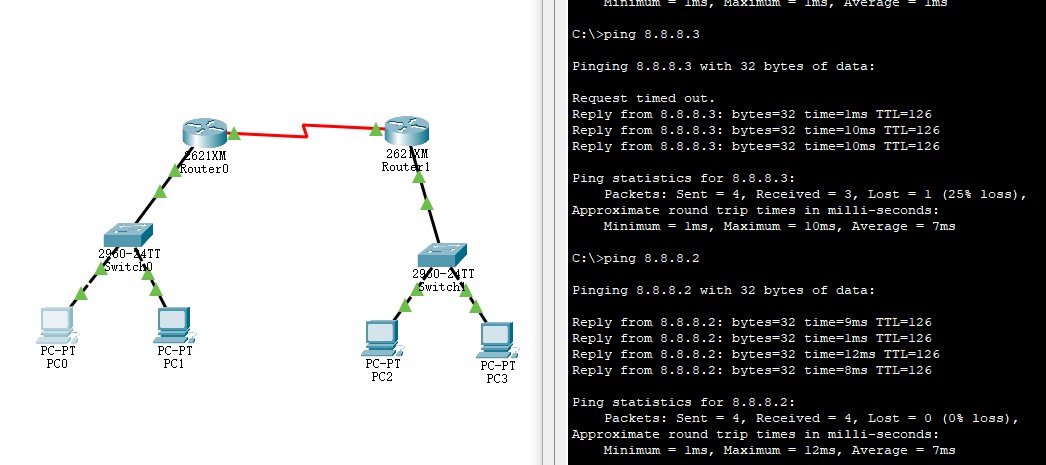 2621XM
Router0
2621XM
Router1
2960-24TT
Switch0
2960-24TT
Switch1
PC-PT
PC0
PC-PT
PC1
PC-PT
PC2
PC-PT
PC3
Minimum = 1ms, Maximum = 1ms, Average = 1ms
C:\>ping 8.8.8.3
Pinging 8.8.8.3 with 32 bytes of data:
Request timed out.
Reply from 8.8.8.3: bytes=32 time=1ms TTL=126
Reply from 8.8.8.3: bytes=32 time=10ms TTL=126
Reply from 8.8.8.3: bytes=32 time=10ms TTL=126
Ping statistics for 8.8.8.3:
Packets: Sent = 4, Received = 3, Lost = 1 (25% loss),
Approximate round trip times in milli-seconds:
Minimum = 1ms, Maximum = 10ms, Average = 7ms
C:\>ping 8.8.8.2
Pinging 8.8.8.2 with 32 bytes of data:
Reply from 8.8.8.2: bytes=32 time=9ms TTL=126
Reply from 8.8.8.2: bytes=32 time=1ms TTL=126
Reply from 8.8.8.2: bytes=32 time=12ms TTL=126
Reply from 8.8.8.2: bytes=32 time=8ms TTL=126
Ping statistics for 8.8.8.2:
Packets: Sent = 4, Received = 4, Lost = 0 (0% loss),
Approximate round trip times in milli-seconds:
Minimum = 1ms, Maximum = 12ms, Average = 7ms